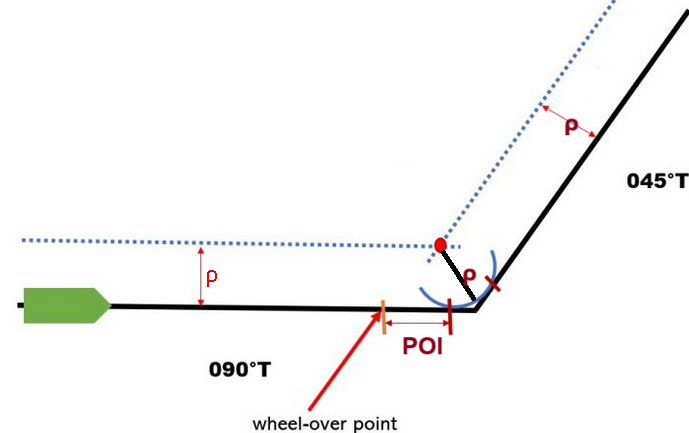 ρ
045°T
ρ
ρ
POI
090°T
wheel-over point